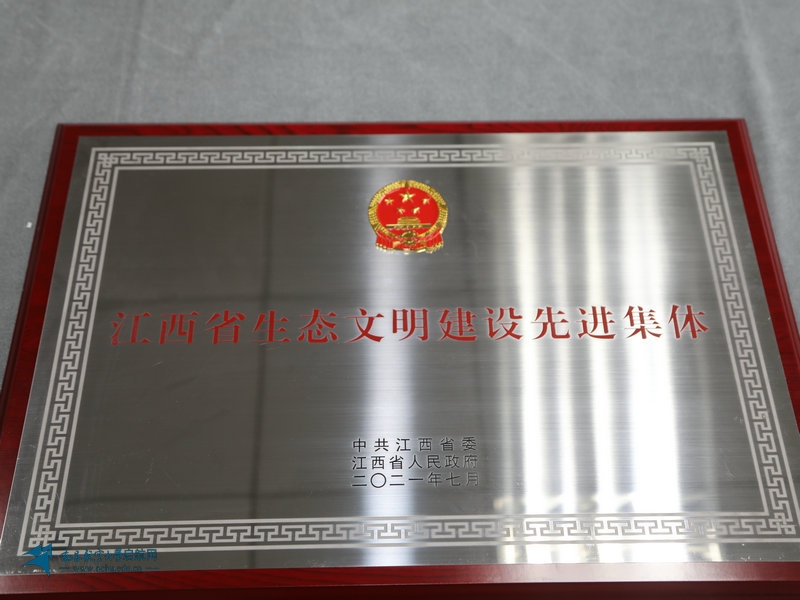 江西省生态文明建设先进集体
中共江西省委
江西省人民政府
二〇二一年七月